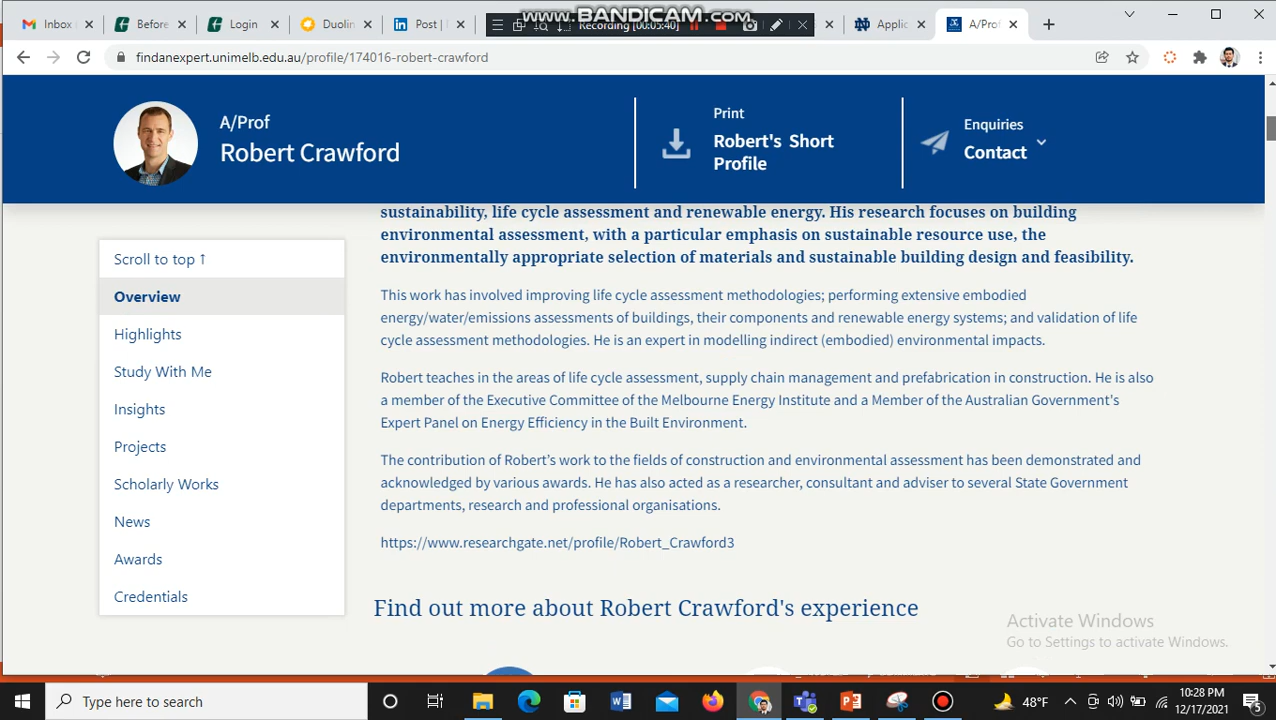 www.BANDICAM.com
Inbox
Before
Login
Duolin
Post |
Recording [00:05:40]
Applic
A/Prof
findanexpert.unimelb.edu.au/profile/174016-robert-crawford
A/Prof
Robert Crawford
Print
Robert's Short
Profile
Enquiries
Contact
Scroll to top ↑
Overview
Highlights
Study With Me
Insights
Projects
Scholarly Works
News
Awards
Credentials
sustainability, life cycle assessment and renewable energy. His research focuses on building
environmental assessment, with a particular emphasis on sustainable resource use, the
environmentally appropriate selection of materials and sustainable building design and feasibility.
This work has involved improving life cycle assessment methodologies; performing extensive embodied
energy/water/emissions assessments of buildings, their components and renewable energy systems; and validation of life
cycle assessment methodologies. He is an expert in modelling indirect (embodied) environmental impacts.
Robert teaches in the areas of life cycle assessment, supply chain management and prefabrication in construction. He is also
a member of the Executive Committee of the Melbourne Energy Institute and a Member of the Australian Government's
Expert Panel on Energy Efficiency in the Built Environment.
The contribution of Robert’s work to the fields of construction and environmental assessment has been demonstrated and
acknowledged by various awards. He has also acted as a researcher, consultant and adviser to several State Government
departments, research and professional organisations.
https://www.researchgate.net/profile/Robert_Crawford3
Find out more about Robert Crawford's experience
Activate Windows
Go to Settings to activate Windows.
Type here to search
48°F
10:28 PM
12/17/2021
5